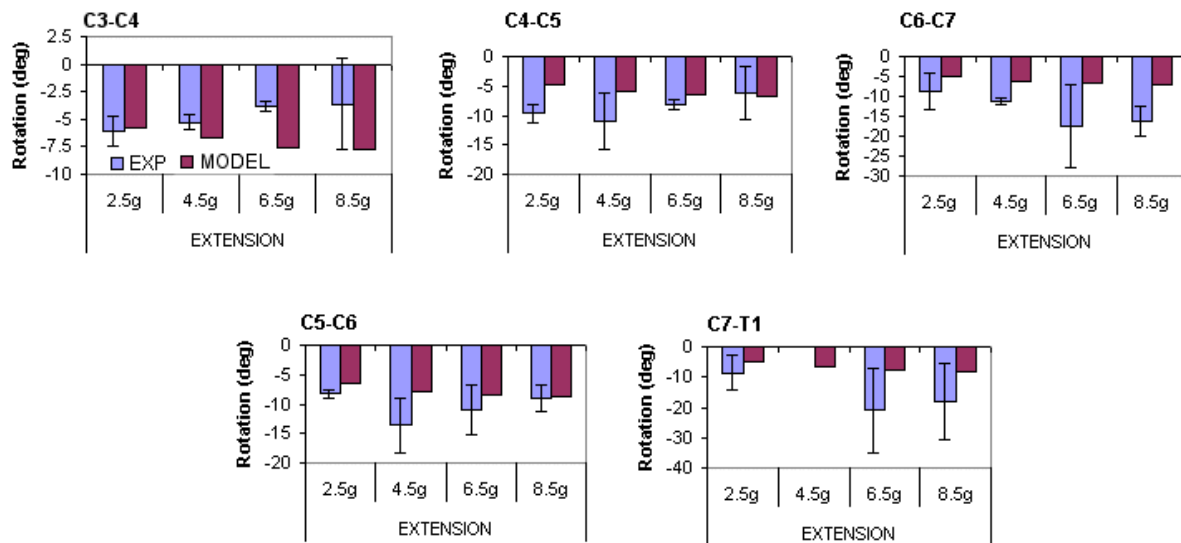 C3-C4
Rotation (deg)
2.5
0
-2.5
-5
-7.5
-10
EXP MODEL
2.5g 4.5g 6.5g 8.5g
EXTENSION
C4-C5
Rotation (deg)
0
-5
-10
-15
-20
2.5g 4.5g 6.5g 8.5g
EXTENSION
C6-C7
Rotation (deg)
0
-5
-10
-15
-20
-25
-30
2.5g 4.5g 6.5g 8.5g
EXTENSION
C5-C6
Rotation (deg)
0
-5
-10
-15
-20
2.5g 4.5g 6.5g 8.5g
EXTENSION
C7-T1
Rotation (deg)
0
-10
-20
-30
-40
2.5g 4.5g 6.5g 8.5g
EXTENSION